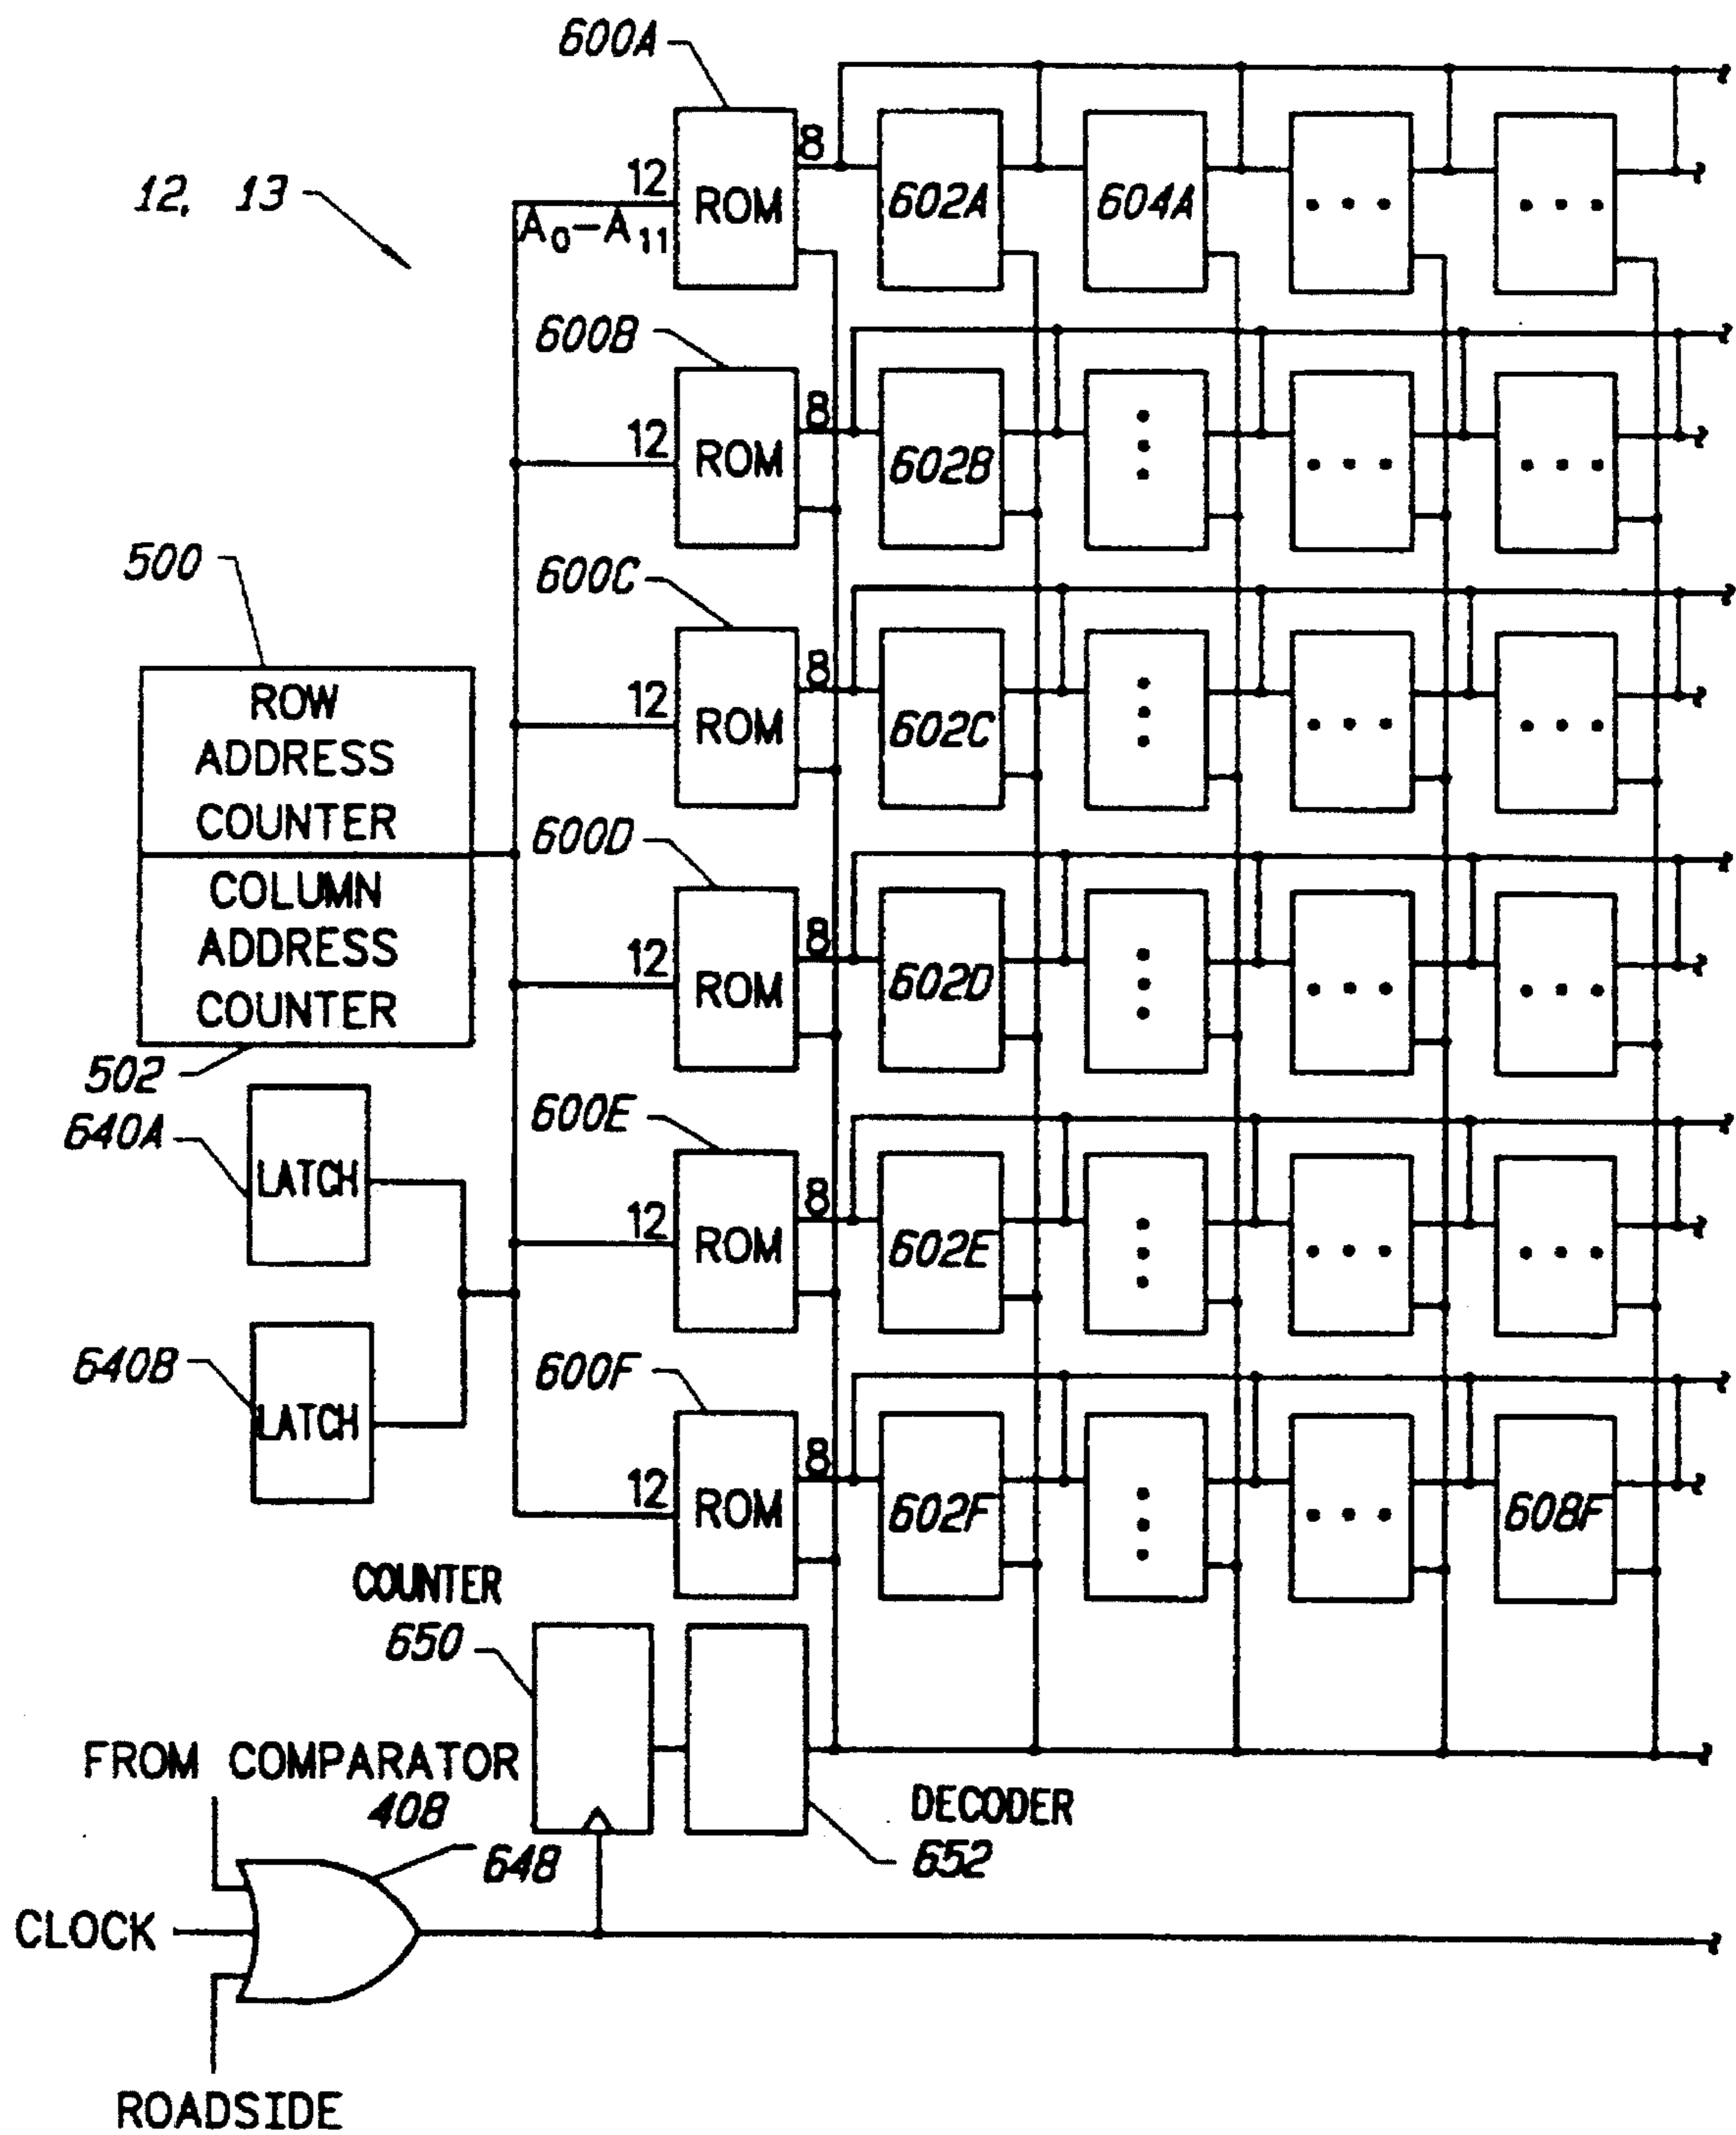 600A
12, 13
12
A0-A11
ROM
8
602A
604A
• • •
• • •
600B
12
ROM
8
602B
• • •
• • •
• • •
500
ROW
ADDRESS
COUNTER
COLUMN
ADDRESS
COUNTER
502
600C
12
ROM
8
602C
• • •
• • •
• • •
600D
12
ROM
8
602D
• • •
• • •
• • •
640A
LATCH
600E
12
ROM
8
602E
• • •
• • •
• • •
640B
LATCH
600F
12
ROM
8
602F
• • •
• • •
608F
COUNTER
650
FROM COMPARATOR
408
648
DECODER
652
CLOCK
ROADSIDE